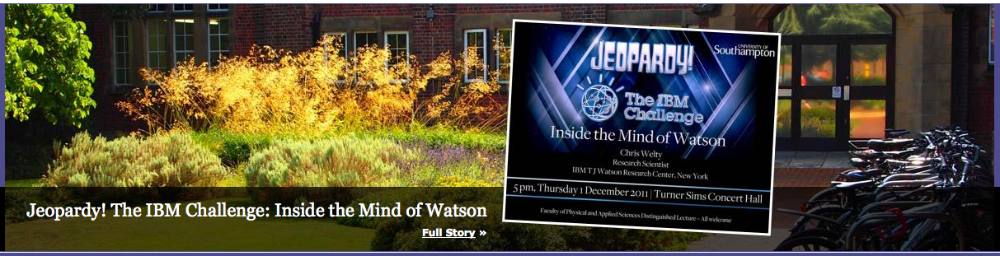 UNIVERSITY OF
Southampton
JEOPARDY!
The IBM
Challenge
Inside the Mind of Watson
Chris Welty
Research Scientist
IBM T J Watson Research Center, New York
5 pm, Thursday 1 December 2011 | Turner Sims Concert Hall
Faculty of Physical and Applied Sciences Distinguished Lecture – All welcome
Jeopardy! The IBM Challenge: Inside the Mind of Watson
Full Story »